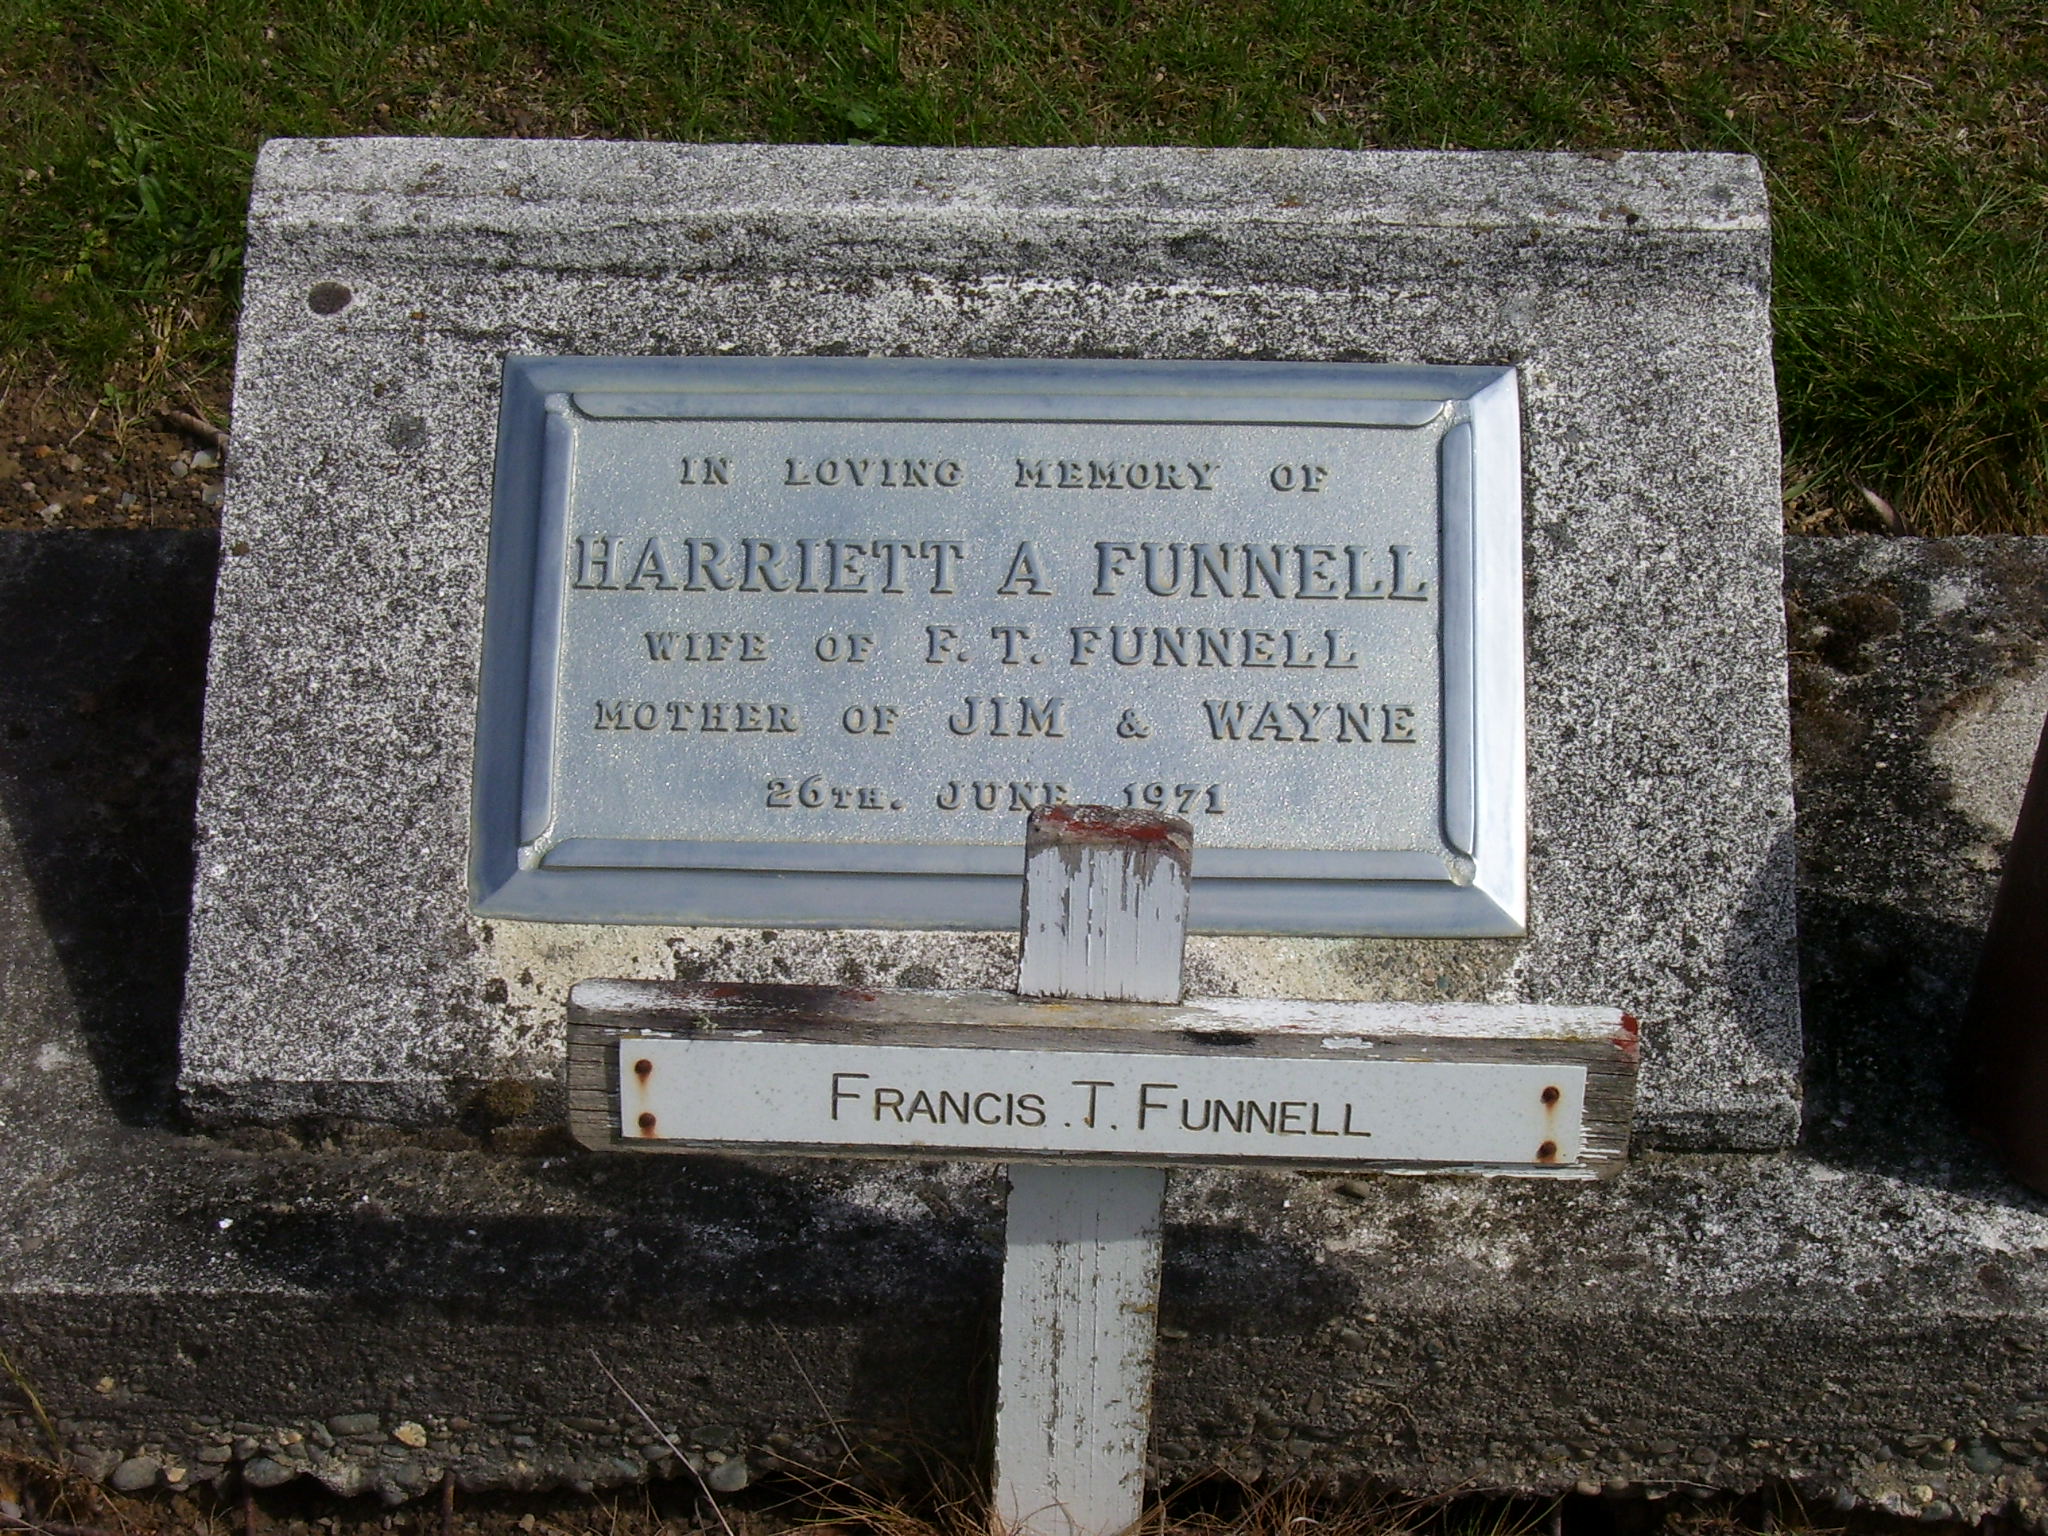 IN LOVING MEMORY OF
HARRIETT A FUNNELL
WIFE OF F. T. FUNNELL
MOTHER OF JIM & WAYNE
26TH. JUNE 1971
FRANCIS .T. FUNNELL